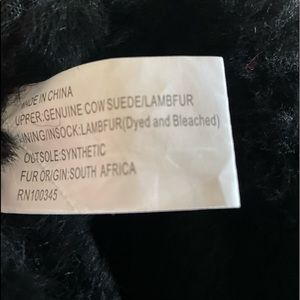 MADE IN CHINA
UPPER:GENUINE COW SUEDE/LAMBFUR
LINING/INSOCK:LAMBFUR(Dyed and Bleached)
OUTSOLE:SYNTHETIC
FUR ORIGIN:SOUTH AFRICA
RN100345